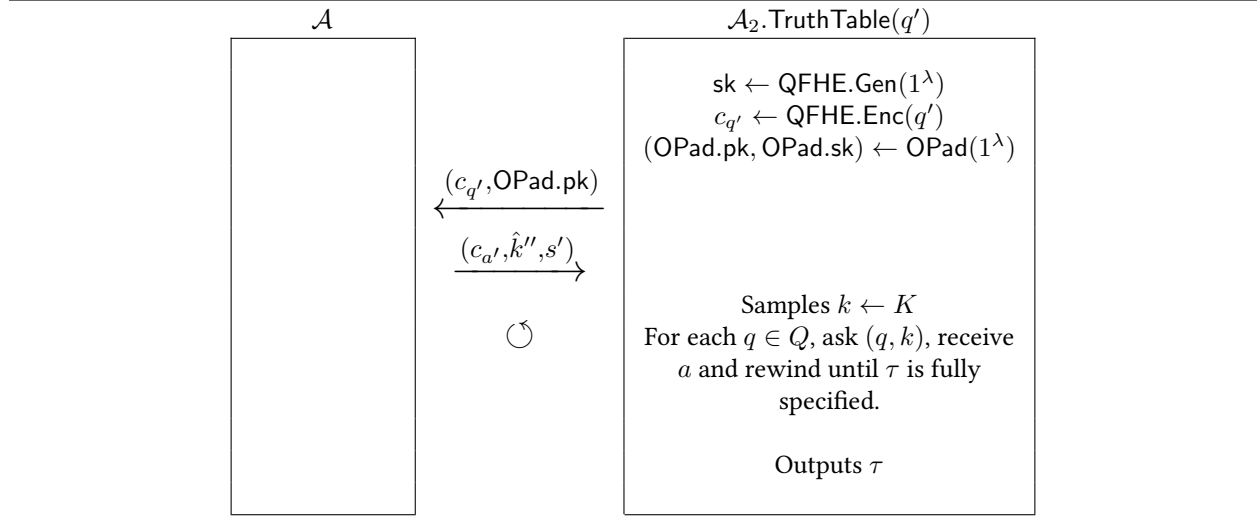 𝒜
𝒜₂.TruthTable(q′)
sk ← QFHE.Gen(1^λ)
c_{q′} ← QFHE.Enc(q′)
(OPad.pk, OPad.sk) ← OPad(1^λ)
(c_{q′},OPad.pk)
(c_{a′},k̂″,s′)
Samples k ← K
For each q ∈ Q, ask (q, k), receive
a and rewind until τ is fully
specified.
Outputs τ